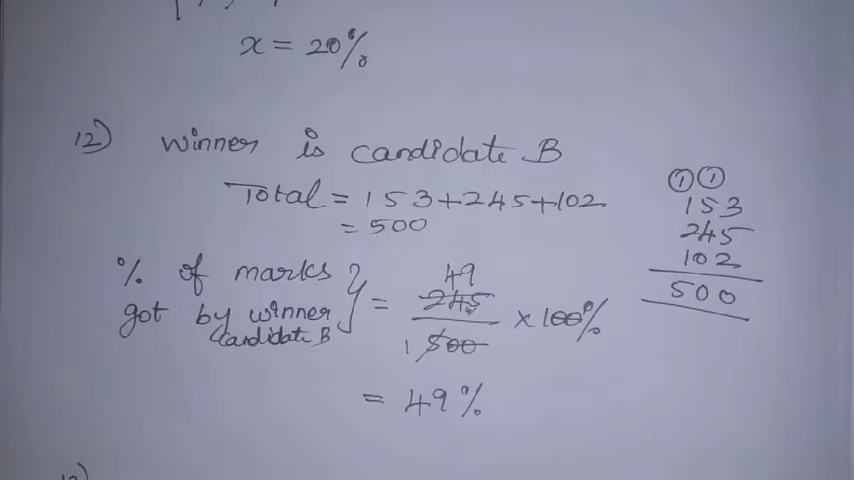 x = 20%
12) winner is candidate B
Total = 153+245+102
= 500
① ①
153
245
102
500
% of marks
got by winner
candidate B } = 49 245 / 1 500 × 100%
= 49%